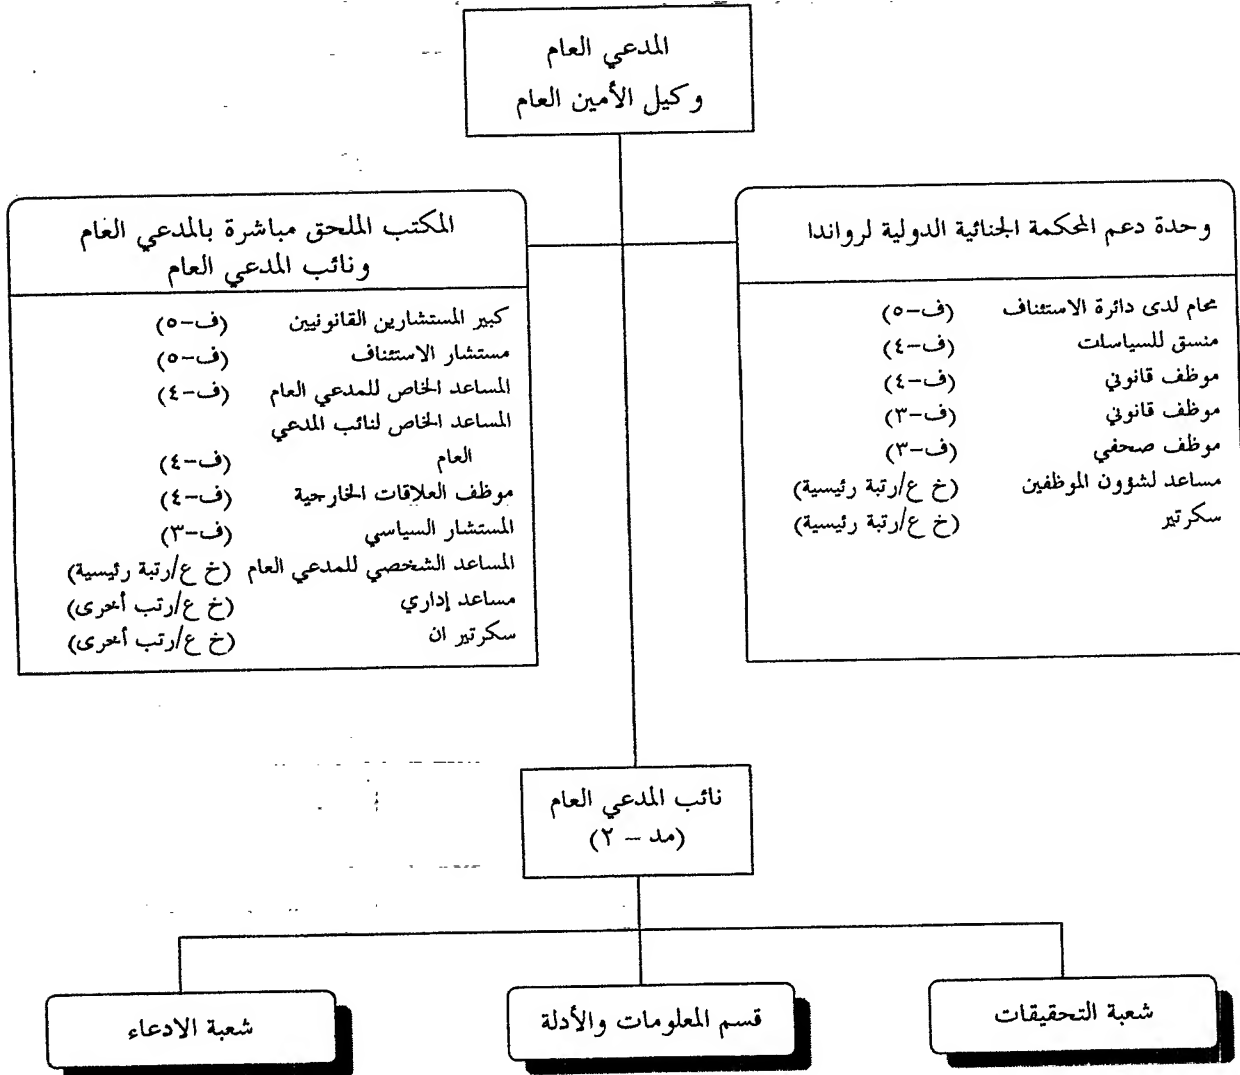 المدعي العام
وكيل الأمين العام
وحدة دعم المحكمة الجنائية الدولية لرواندا
محام لدى دائرة الاستئناف (ف-٥)
منسق للسياسات (ف-٤)
موظف قانوني (ف-٤)
موظف قانوني (ف-٣)
موظف صحفي (ف-٣)
مساعد لشؤون الموظفين (خ ع/رتبة رئيسية)
سكرتير (خ ع/رتبة رئيسية)
المكتب الملحق مباشرة بالمدعي العام
ونائب المدعي العام
كبير المستشارين القانونيين (ف-٥)
مستشار الاستئناف (ف-٥)
المساعد الخاص للمدعي العام (ف-٤)
المساعد الخاص لنائب المدعي
العام (ف-٤)
موظف العلاقات الخارجية (ف-٤)
المستشار السياسي (ف-٣)
المساعد الشخصي للمدعي العام (خ ع/رتبة رئيسية)
مساعد إداري (خ ع/رتب أخرى)
سكرتير ان (خ ع/رتب أخرى)
نائب المدعي العام
(مد – ٢)
شعبة التحقيقات
قسم المعلومات والأدلة
شعبة الادعاء